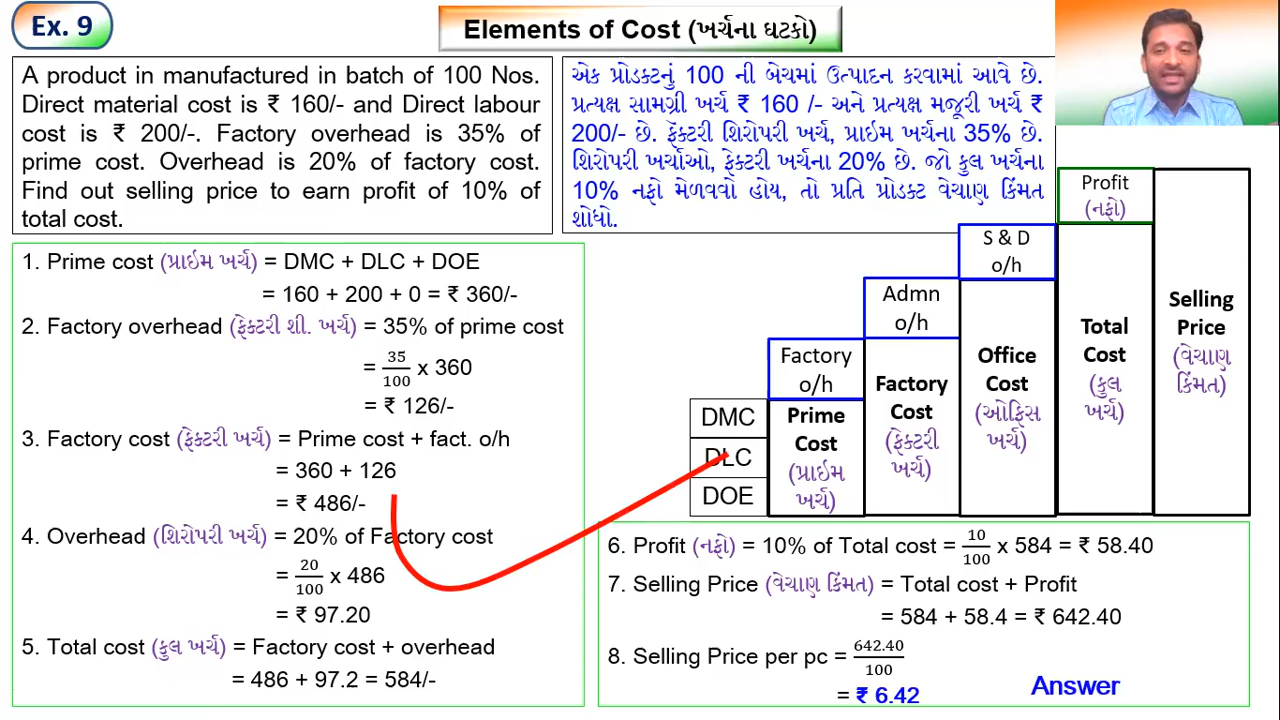 Ex. 9
Elements of Cost (ખર્ચના ઘટકો)
A product in manufactured in batch of 100 Nos.
Direct material cost is ₹ 160/- and Direct labour
cost is ₹ 200/-. Factory overhead is 35% of
prime cost. Overhead is 20% of factory cost.
Find out selling price to earn profit of 10% of
total cost.
એક પ્રોડક્ટનું 100 ની બેચમાં ઉત્પાદન કરવામાં આવે છે.
પ્રત્યક્ષ સામગ્રી ખર્ચ ₹ 160 /- અને પ્રત્યક્ષ મજૂરી ખર્ચ ₹
200/- છે. ફેક્ટરી શિરોપરી ખર્ચ, પ્રાઇમ ખર્ચના 35% છે.
શિરોપરી ખર્ચાઓ, ફેક્ટરી ખર્ચના 20% છે. જો કુલ ખર્ચના
10% નફો મેળવવો હોય, તો પ્રતિ પ્રોડક્ટ વેચાણ કિંમત
શોધો.
1. Prime cost (પ્રાઇમ ખર્ચ) = DMC + DLC + DOE
= 160 + 200 + 0 = ₹ 360/-
2. Factory overhead (ફેક્ટરી શી. ખર્ચ) = 35% of prime cost
= 35/100 x 360
= ₹ 126/-
3. Factory cost (ફેક્ટરી ખર્ચ) = Prime cost + fact. o/h
= 360 + 126
= ₹ 486/-
4. Overhead (શિરોપરી ખર્ચ) = 20% of Factory cost
= 20/100 x 486
= ₹ 97.20
5. Total cost (કુલ ખર્ચ) = Factory cost + overhead
= 486 + 97.2 = 584/-
DMC
DLC
DOE
Factory
o/h
Prime
Cost
(પ્રાઇમ
ખર્ચ)
Admn
o/h
Factory
Cost
(ફેક્ટરી
ખર્ચ)
S & D
o/h
Office
Cost
(ઓફિસ
ખર્ચ)
Profit
(નફો)
Total
Cost
(કુલ
ખર્ચ)
Selling
Price
(વેચાણ
કિંમત)
6. Profit (નફો) = 10% of Total cost = 10/100 x 584 = ₹ 58.40
7. Selling Price (વેચાણ કિંમત) = Total cost + Profit
= 584 + 58.4 = ₹ 642.40
8. Selling Price per pc = 642.40/100
= ₹ 6.42
Answer